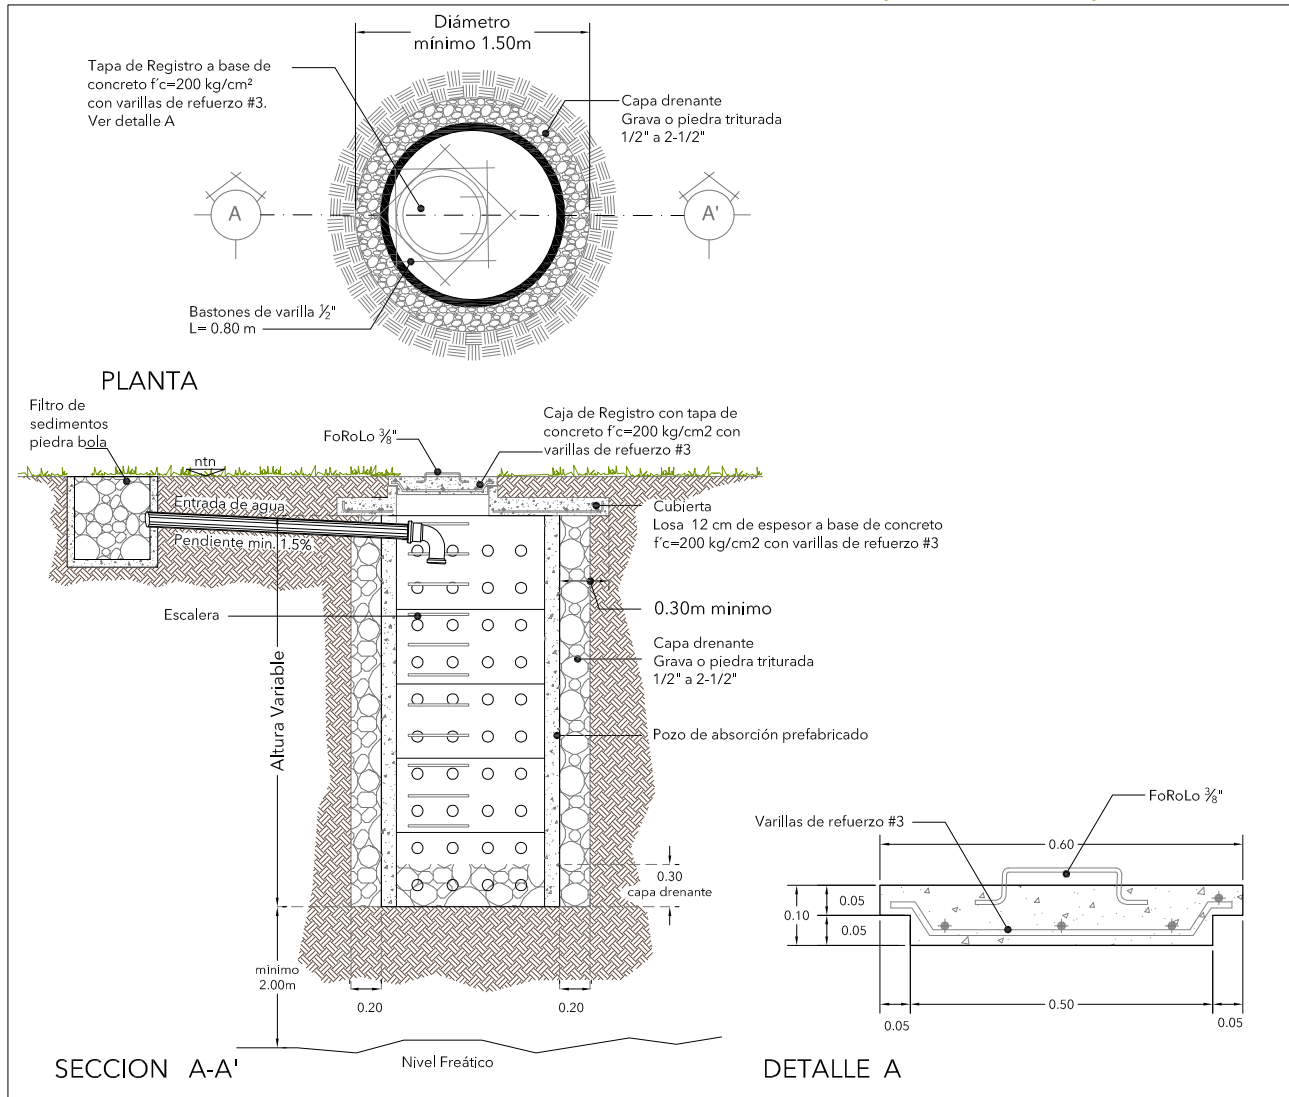 Diámetro
mínimo 1.50m
Tapa de Registro a base de
concreto f´c=200 kg/cm²
con varillas de refuerzo #3.
Ver detalle A
Capa drenante
Grava o piedra triturada
1/2" a 2-1/2"
A
A'
Bastones de varilla ½"
L= 0.80 m
PLANTA
Filtro de
sedimentos
piedra bola
ntn
FoRoLo ⅜"
Caja de Registro con tapa de
concreto f´c=200 kg/cm2 con
varillas de refuerzo #3
Entrada de agua
Pendiente min. 1.5%
Cubierta
Losa 12 cm de espesor a base de concreto
f´c=200 kg/cm2 con varillas de refuerzo #3
Escalera
0.30m minimo
Capa drenante
Grava o piedra triturada
1/2" a 2-1/2"
Altura Variable
Pozo de absorción prefabricado
0.30
capa drenante
minimo
2.00m
0.20
0.20
Nivel Freático
SECCION A-A'
FoRoLo ⅜"
Varillas de refuerzo #3
0.60
0.10
0.05
0.05
0.50
0.05
0.05
DETALLE A